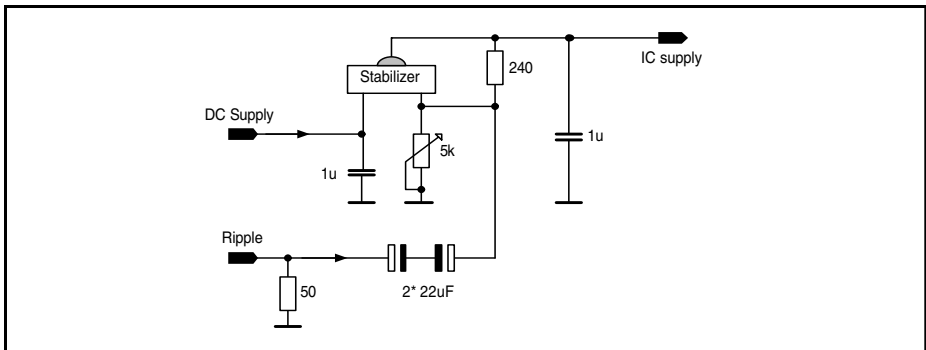 IC supply
240
Stabilizer
DC Supply
1u
5k
1u
Ripple
50
2* 22uF